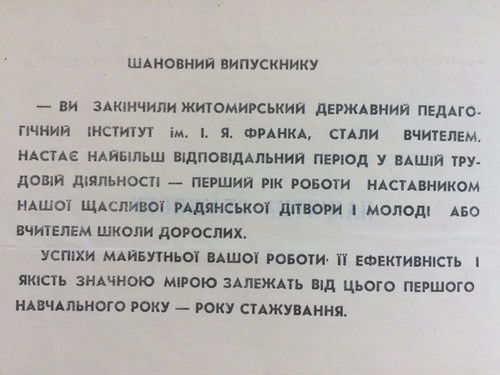 ШАНОВНИЙ ВИПУСКНИКУ
— ВИ ЗАКІНЧИЛИ ЖИТОМИРСЬКИЙ ДЕРЖАВНИЙ ПЕДАГО-
ГІЧНИЙ ІНСТИТУТ ім. І. Я. ФРАНКА, СТАЛИ ВЧИТЕЛЕМ.
НАСТАЄ НАЙБІЛЬШ ВІДПОВІДАЛЬНИЙ ПЕРІОД У ВАШІЙ ТРУ-
ДОВІЙ ДІЯЛЬНОСТІ — ПЕРШИЙ РІК РОБОТИ НАСТАВНИКОМ
НАШОЇ ЩАСЛИВОЇ РАДЯНСЬКОЇ ДІТВОРИ І МОЛОДІ АБО
ВЧИТЕЛЕМ ШКОЛИ ДОРОСЛИХ.
УСПІХИ МАЙБУТНЬОЇ ВАШОЇ РОБОТИ· ЇЇ ЕФЕКТИВНІСТЬ І
ЯКІСТЬ ЗНАЧНОЮ МІРОЮ ЗАЛЕЖАТЬ ВІД ЦЬОГО ПЕРШОГО
НАВЧАЛЬНОГО РОКУ — РОКУ СТАЖУВАННЯ.